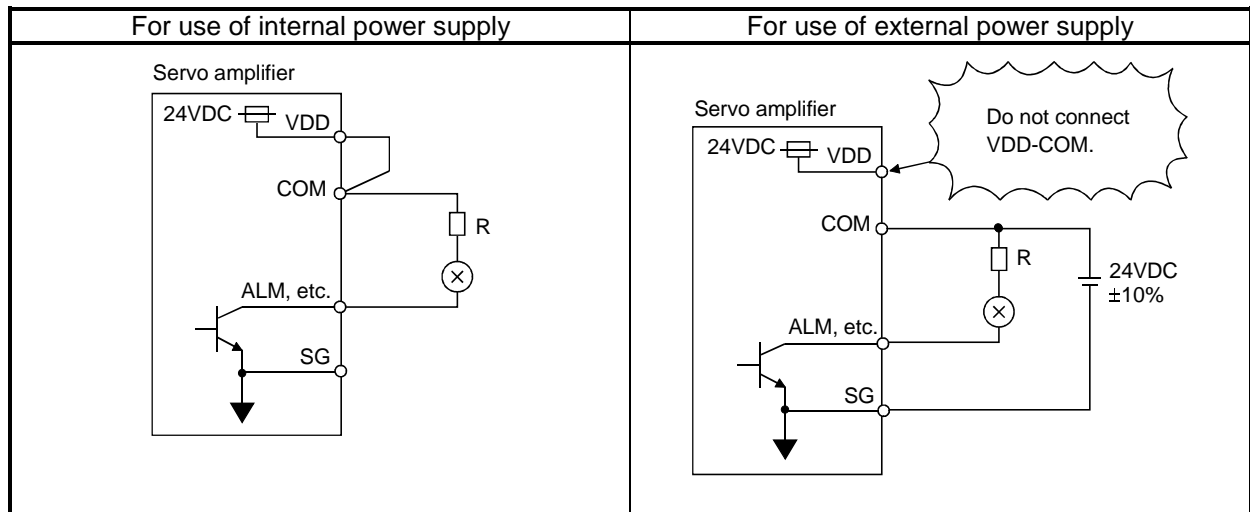 For use of internal power supply
For use of external power supply
Servo amplifier
24VDC
VDD
COM
R
ALM, etc.
SG
Servo amplifier
Do not connect
VDD-COM.
24VDC
VDD
COM
R
24VDC
±10%
ALM, etc.
SG